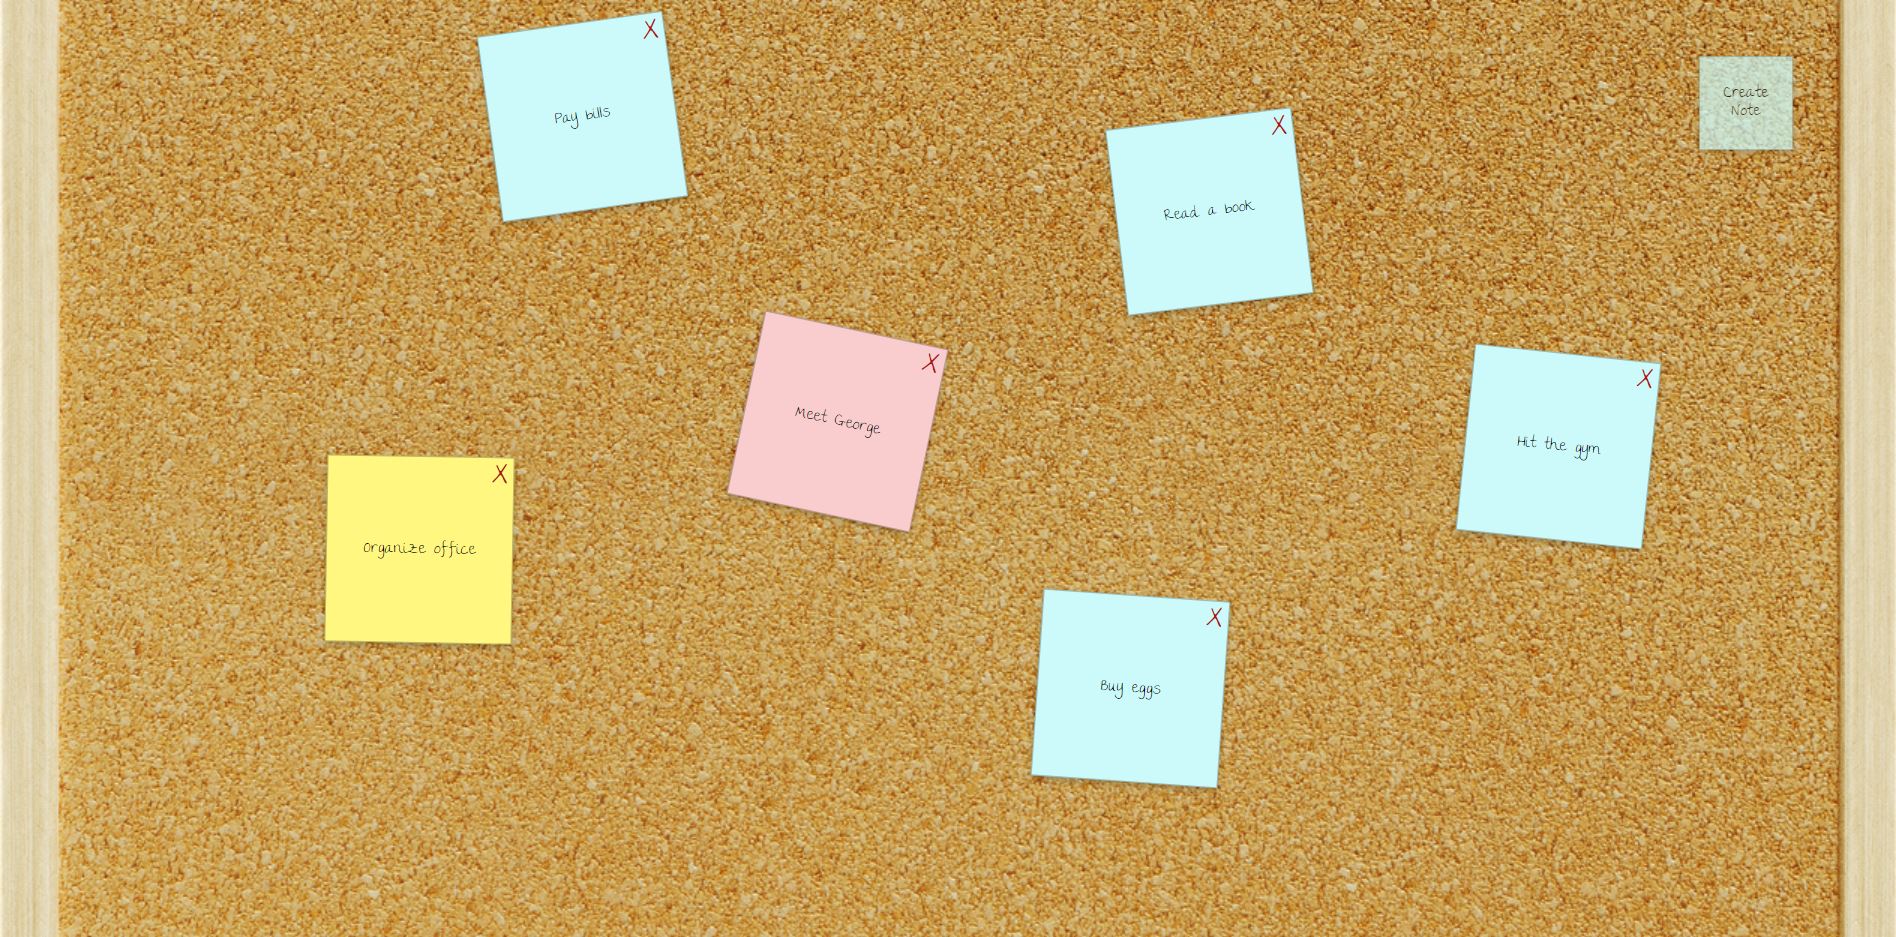 X
Pay bills
X
Read a book
Create
Note
X
Meet George
X
Hit the gym
X
Organize office
X
Buy eggs